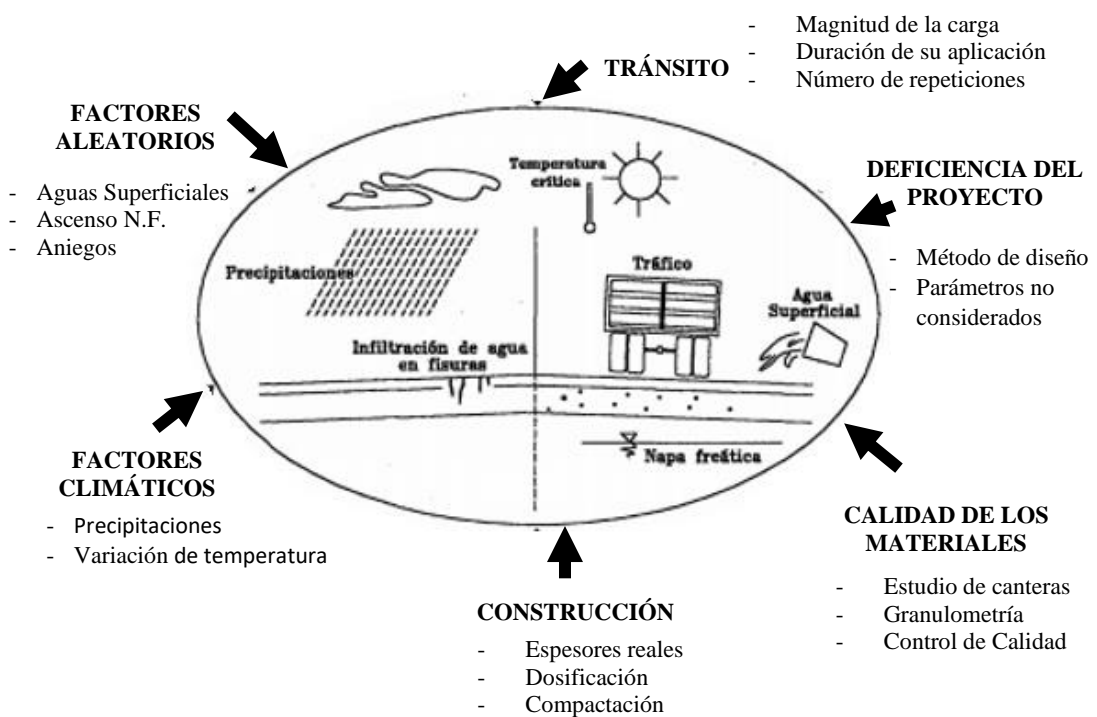 TRÁNSITO
- Magnitud de la carga
- Duración de su aplicación
- Número de repeticiones
FACTORES
ALEATORIOS
- Aguas Superficiales
- Ascenso N.F.
- Aniegos
DEFICIENCIA DEL
PROYECTO
- Método de diseño
- Parámetros no
considerados
Temperatura
crítica
Precipitaciones
Tráfico
Agua
Superficial
Infiltración de agua
en fisuras
Napa freática
FACTORES
CLIMÁTICOS
- Precipitaciones
- Variación de temperatura
CALIDAD DE LOS
MATERIALES
- Estudio de canteras
- Granulometría
- Control de Calidad
CONSTRUCCIÓN
- Espesores reales
- Dosificación
- Compactación